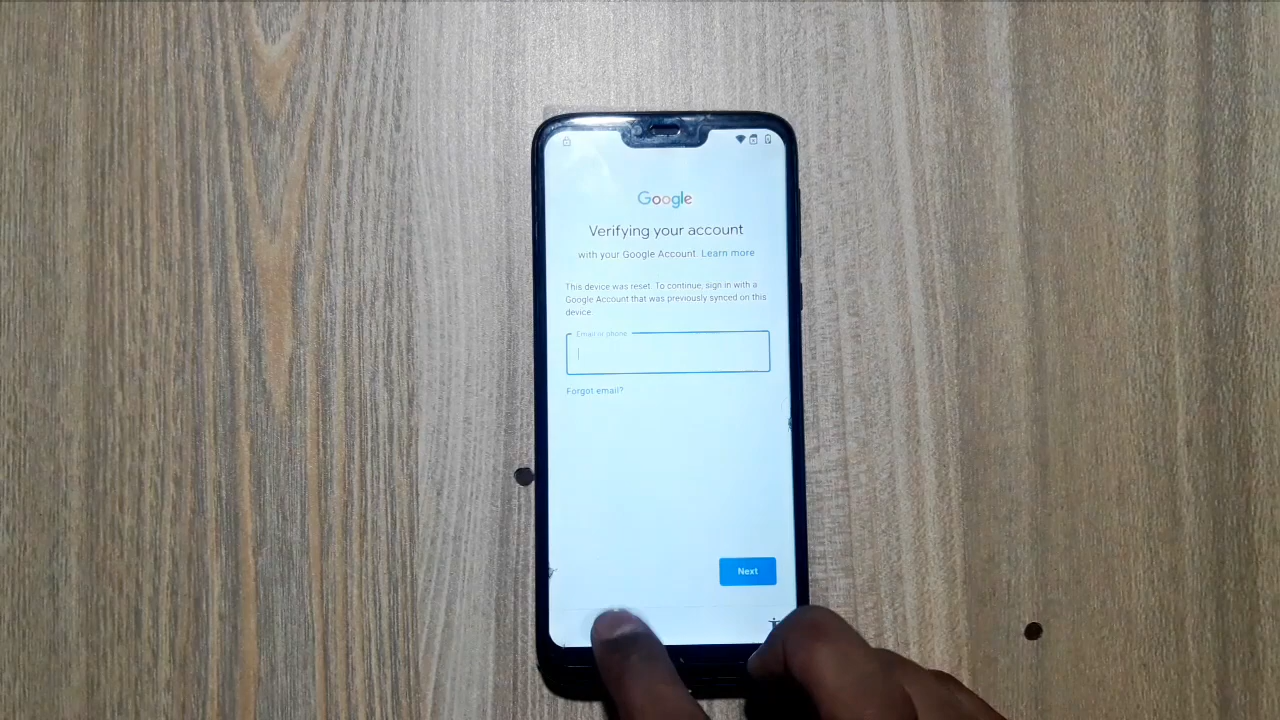 Google
Verifying your account
with your Google Account. Learn more
This device was reset. To continue, sign in with a
Google Account that was previously synced on this
device
Email or phone
Forgot email?
Next